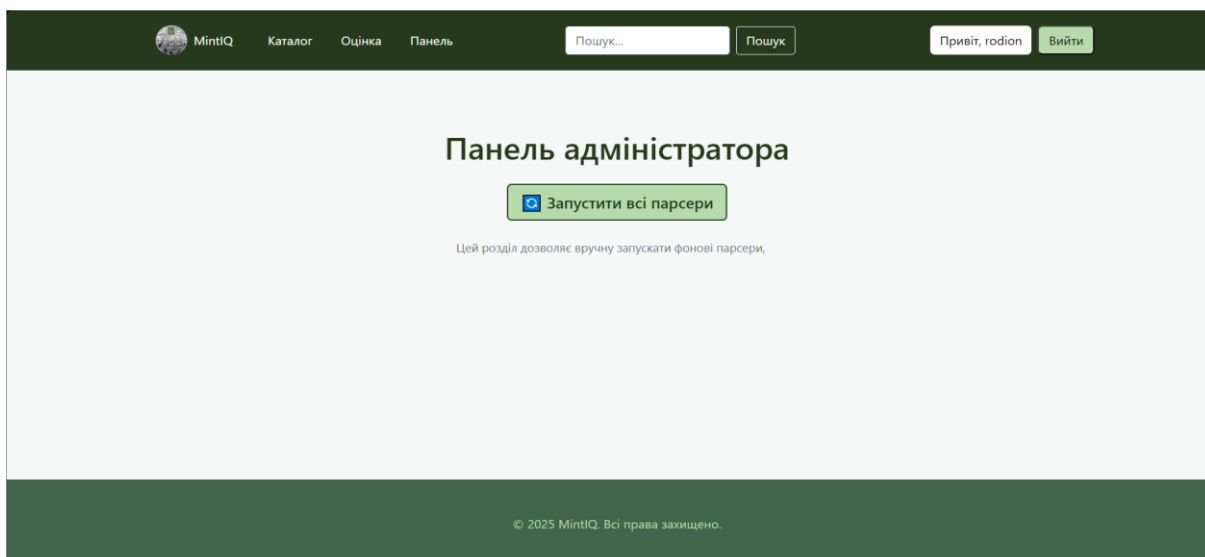 MintIQ Каталог Оцінка Панель Пошук... Пошук Привіт, rodion Вийти
Панель адміністратора
Запустити всі парсери
Цей розділ дозволяє вручну запускати фонові парсери,
© 2025 MintIQ. Всі права захищено.